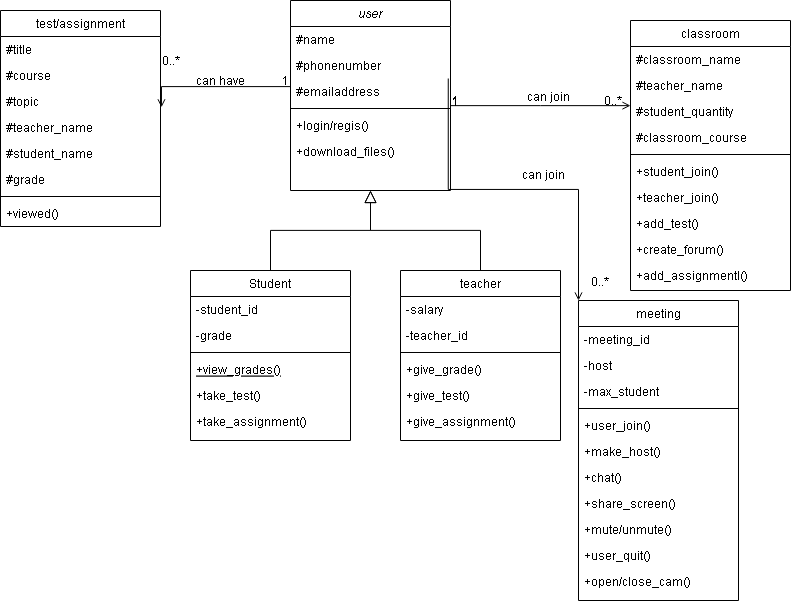 test/assignment
#title
#course
#topic
#teacher_name
#student_name
#grade
+viewed()
0..*
can have
1
user
#name
#phonenumber
#emailaddress
+login/regis()
+download_files()
1
can join
0..*
classroom
#classroom_name
#teacher_name
#student_quantity
#classroom_course
+student_join()
+teacher_join()
+add_test()
+create_forum()
+add_assignmentl()
can join
0..*
Student
-student_id
-grade
+view_grades()
+take_test()
+take_assignment()
teacher
-salary
-teacher_id
+give_grade()
+give_test()
+give_assignment()
meeting
-meeting_id
-host
-max_student
+user_join()
+make_host()
+chat()
+share_screen()
+mute/unmute()
+user_quit()
+open/close_cam()